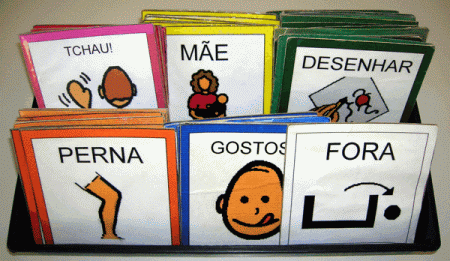 TCHAU!
MÃE
DESENHAR
PERNA
GOSTOS
FORA